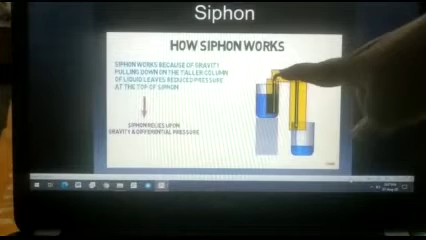 Siphon
HOW SIPHON WORKS
SIPHON WORKS BECAUSE OF GRAVITY
PULLING DOWN ON THE TALLER COLUMN
OF LIQUID LEAVES REDUCED PRESSURE
AT THE TOP OF SIPHON
SIPHON RELIES UPON
GRAVITY & DIFFERENTIAL PRESSURE